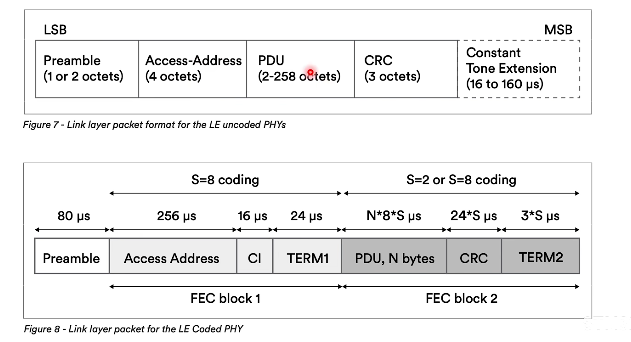 LSB MSB
Preamble (1 or 2 octets)
Access-Address (4 octets)
PDU (2-258 octets)
CRC (3 octets)
Constant Tone Extension (16 to 160 µs)
Figure 7 - Link layer packet format for the LE uncoded PHYs
S=8 coding S=2 or S=8 coding
80 µs 256 µs 16 µs 24 µs N*8*S µs 24*S µs 3*S µs
Preamble Access Address CI TERM1 PDU, N bytes CRC TERM2
FEC block 1 FEC block 2
Figure 8 - Link layer packet for the LE Coded PHY